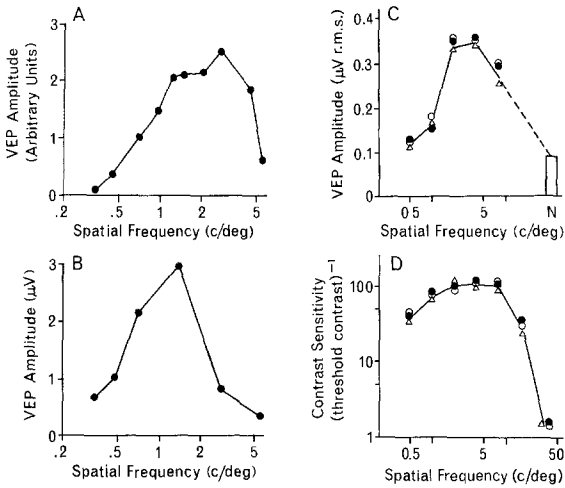 A
VEP Amplitude
(Arbitrary Units)
3
2
1
0
.2 .5 1 2 5
Spatial Frequency (c/deg)
B
VEP Amplitude (μV)
3
2
1
0
.2 .5 1 2 5
Spatial Frequency (c/deg)
C
VEP Amplitude (μV r.m.s.)
0.4
0.3
0.2
0.1
0
0 5 5 N
Spatial Frequency (c/deg)
D
Contrast Sensitivity
(threshold contrast)⁻¹
100
10
1
0.5 5 50
Spatial Frequency (c/deg)